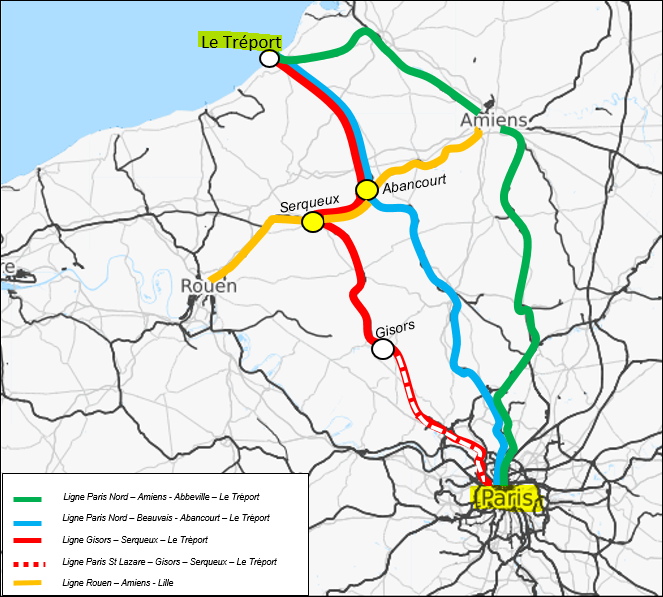 Le Tréport
Amiens
Abancourt
Serqueux
re
Rouen
Gisors
Paris
Ligne Paris Nord – Amiens - Abbeville – Le Tréport
Ligne Paris Nord – Beauvais - Abancourt – Le Tréport
Ligne Gisors – Serqueux – Le Tréport
Ligne Paris St Lazare – Gisors – Serqueux – Le Tréport
Ligne Rouen – Amiens - Lille